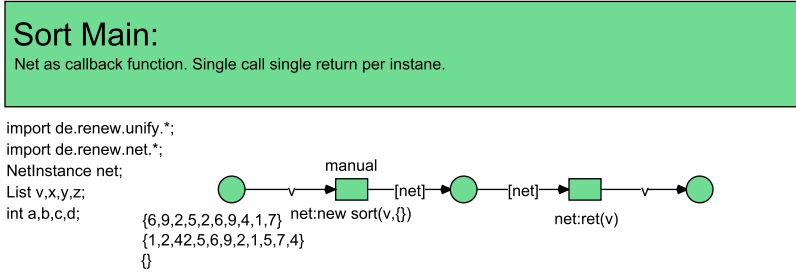 Sort Main:
Net as callback function. Single call single return per instane.
import de.renew.unify.*;
import de.renew.net.*;
NetInstance net;
List v,x,y,z;
int a,b,c,d;
manual
v
[net]
[net]
v
net:new sort(v,{})
net:ret(v)
{6,9,2,5,2,6,9,4,1,7}
{1,2,42,5,6,9,2,1,5,7,4}
{}